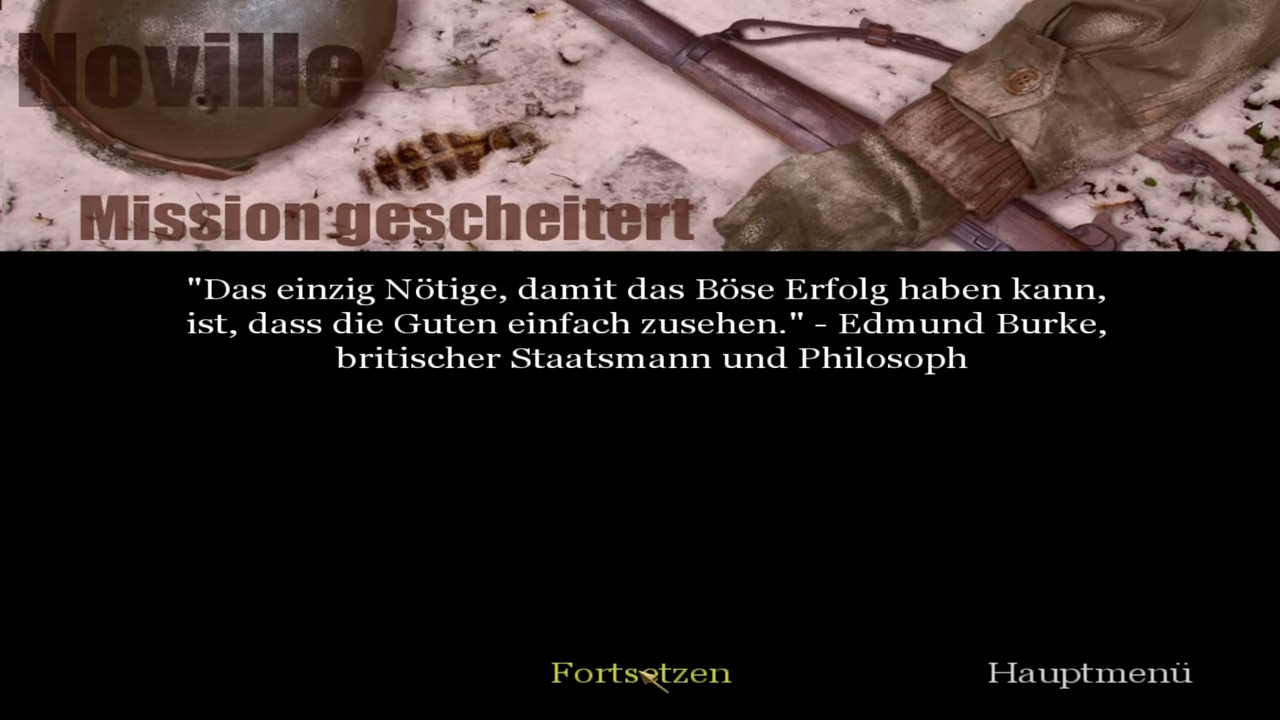 Noville
Mission gescheitert
"Das einzig Nötige, damit das Böse Erfolg haben kann,
ist, dass die Guten einfach zusehen." - Edmund Burke,
britischer Staatsmann und Philosoph
Fortsetzen
Hauptmenü